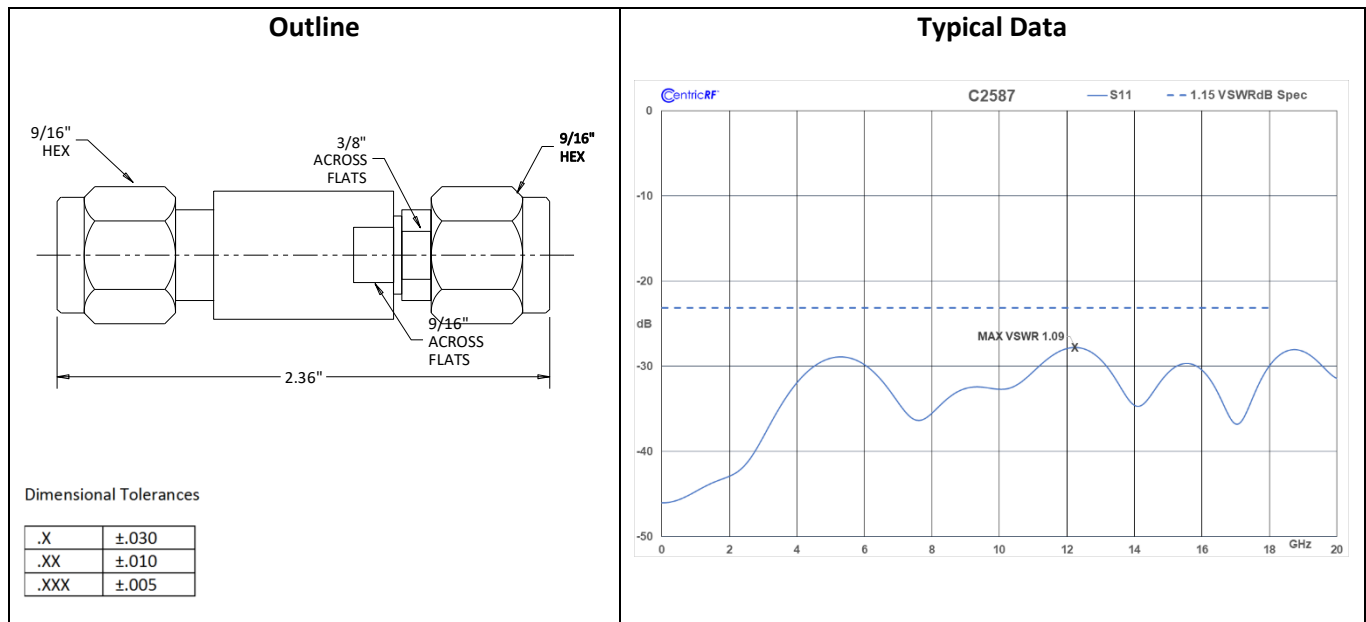 Outline
9/16"
HEX
3/8"
ACROSS
FLATS
9/16"
HEX
9/16"
ACROSS
FLATS
2.36"
Dimensional Tolerances
.X ±.030
.XX ±.010
.XXX ±.005
Typical Data
CentricRF
C2587
S11
1.15 VSWRdB Spec
0
-10
-20
dB
MAX VSWR 1.09
X
-30
-40
-50
0 2 4 6 8 10 12 14 16 18 GHz 20